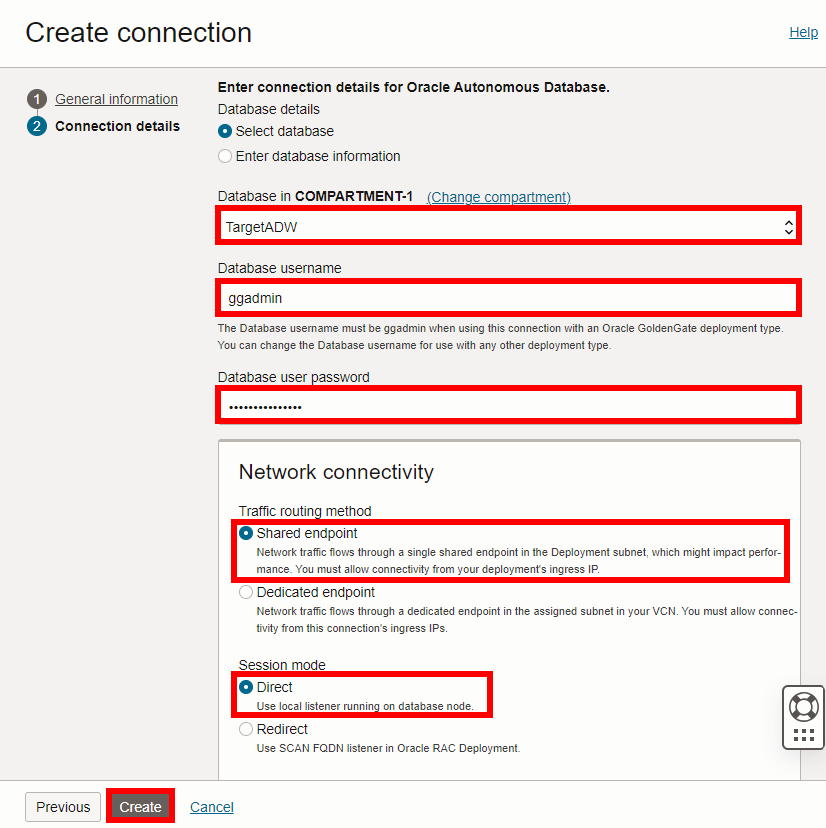 Create connection
Help
1 General information
2 Connection details
Enter connection details for Oracle Autonomous Database.
Database details
Select database
Enter database information
Database in COMPARTMENT-1 (Change compartment)
TargetADW
Database username
ggadmin
The Database username must be ggadmin when using this connection with an Oracle GoldenGate deployment type.
You can change the Database username for use with any other deployment type.
Database user password
•••••••••••••••
Network connectivity
Traffic routing method
Shared endpoint
Network traffic flows through a single shared endpoint in the Deployment subnet, which might impact perfor-
mance. You must allow connectivity from your deployment's ingress IP.
Dedicated endpoint
Network traffic flows through a dedicated endpoint in the assigned subnet in your VCN. You must allow connec-
tivity from this connection's ingress IPs.
Session mode
Direct
Use local listener running on database node.
Redirect
Use SCAN FQDN listener in Oracle RAC Deployment.
Previous Create Cancel